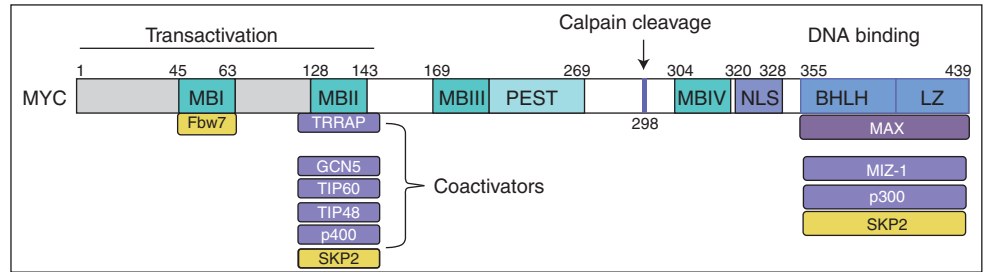 Transactivation
Calpain cleavage
DNA binding
1 45 63 128 143 169 269 304 320 328 355 439
MYC MBI MBII MBIII PEST MBIV NLS BHLH LZ
298
Fbw7 TRRAP MAX
GCN5 MIZ-1
TIP60 Coactivators p300
TIP48 SKP2
p400
SKP2